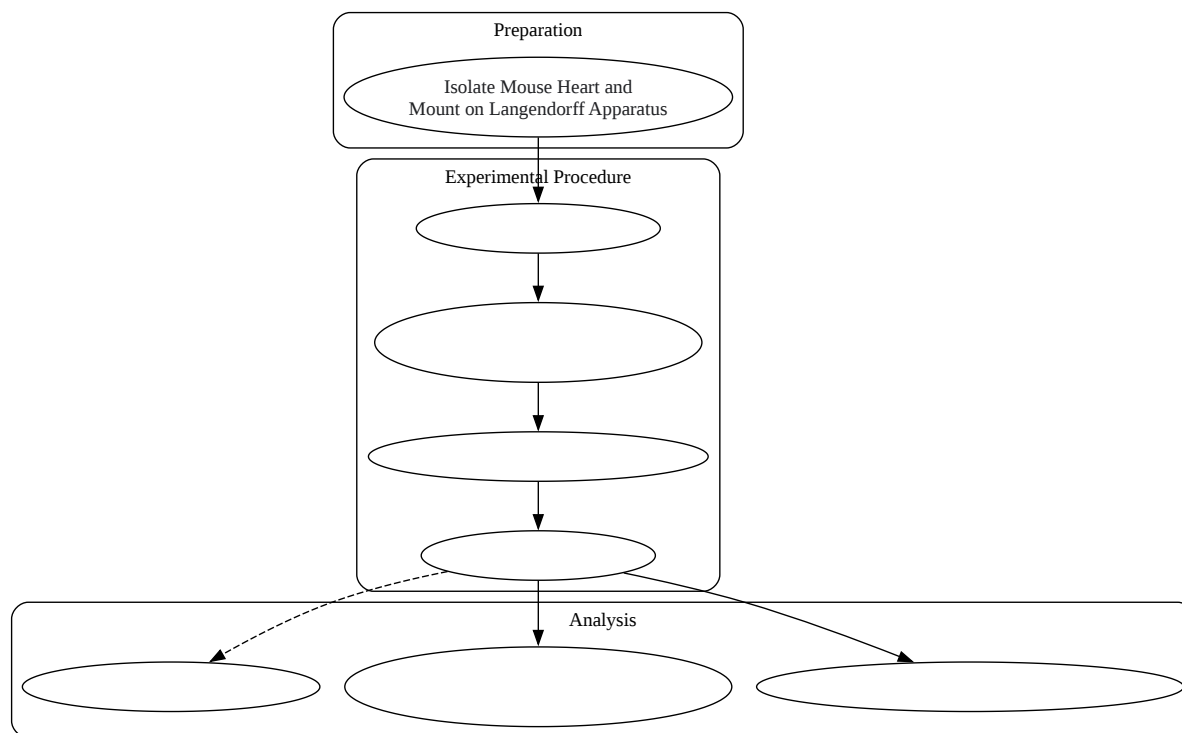 Preparation
Isolate Mouse Heart and
Mount on Langendorff Apparatus
Experimental Procedure
Analysis